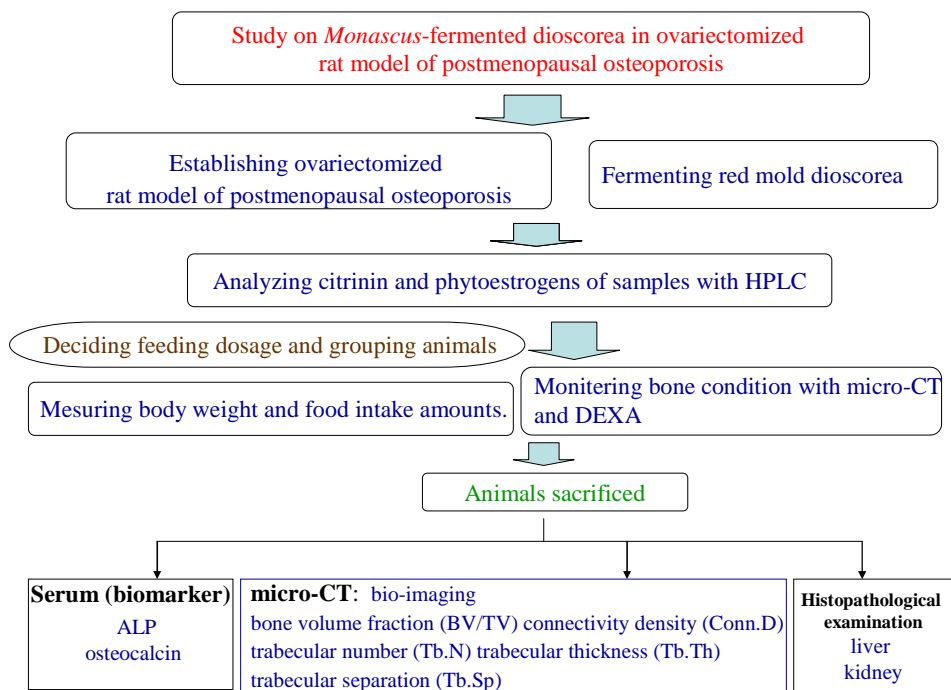 Study on Monascus-fermented dioscorea in ovariectomized
rat model of postmenopausal osteoporosis
Establishing ovariectomized
rat model of postmenopausal osteoporosis
Fermenting red mold dioscorea
Analyzing citrinin and phytoestrogens of samples with HPLC
Deciding feeding dosage and grouping animals
Mesuring body weight and food intake amounts.
Monitering bone condition with micro-CT
and DEXA
Animals sacrificed
Serum (biomarker)
ALP
osteocalcin
micro-CT: bio-imaging
bone volume fraction (BV/TV) connectivity density (Conn.D)
trabecular number (Tb.N) trabecular thickness (Tb.Th)
trabecular separation (Tb.Sp)
Histopathological
examination
liver
kidney